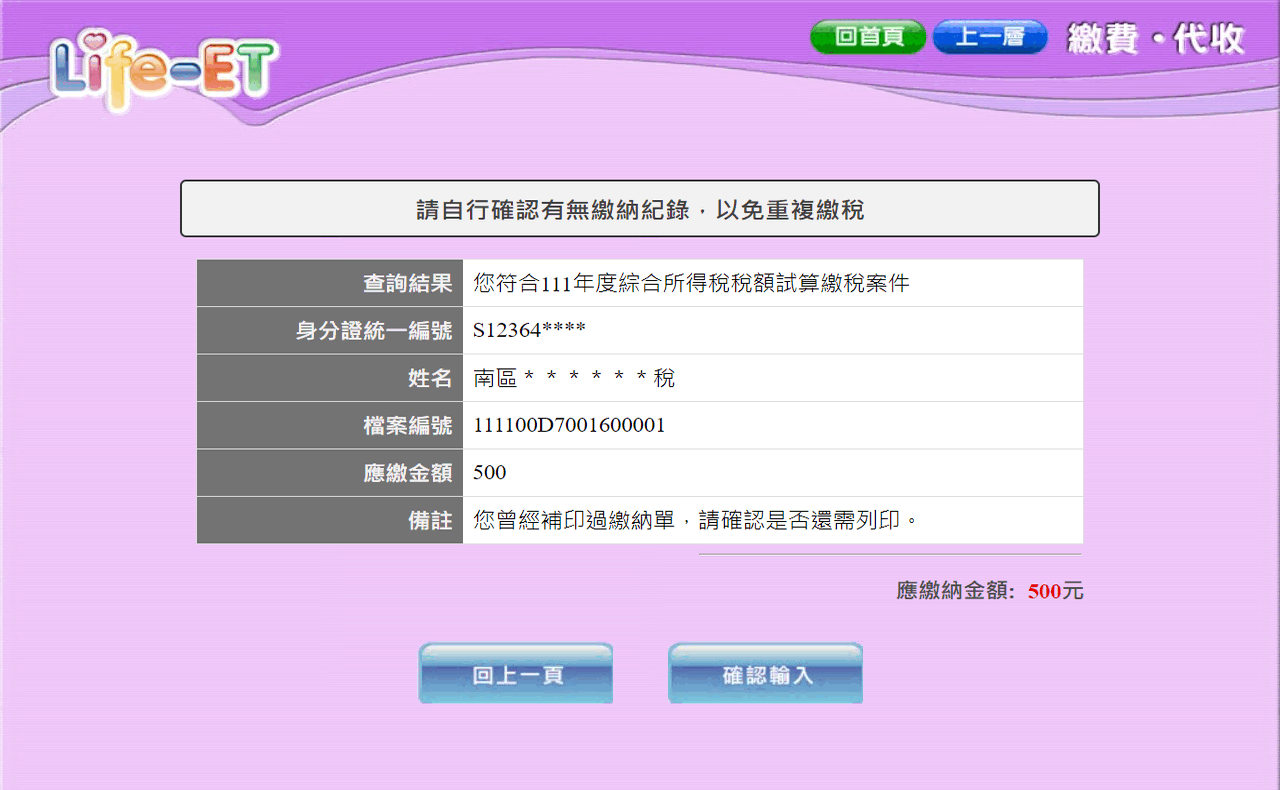 Life-ET
回首頁 上一層 繳費・代收
請自行確認有無繳納紀錄，以免重複繳稅
查詢結果 您符合111年度綜合所得稅稅額試算繳稅案件
身分證統一編號 S12364****
姓名 南區＊＊＊＊＊＊稅
檔案編號 111100D7001600001
應繳金額 500
備註 您曾經補印過繳納單，請確認是否還需列印。
應繳納金額: 500元
回上一頁 確認輸入